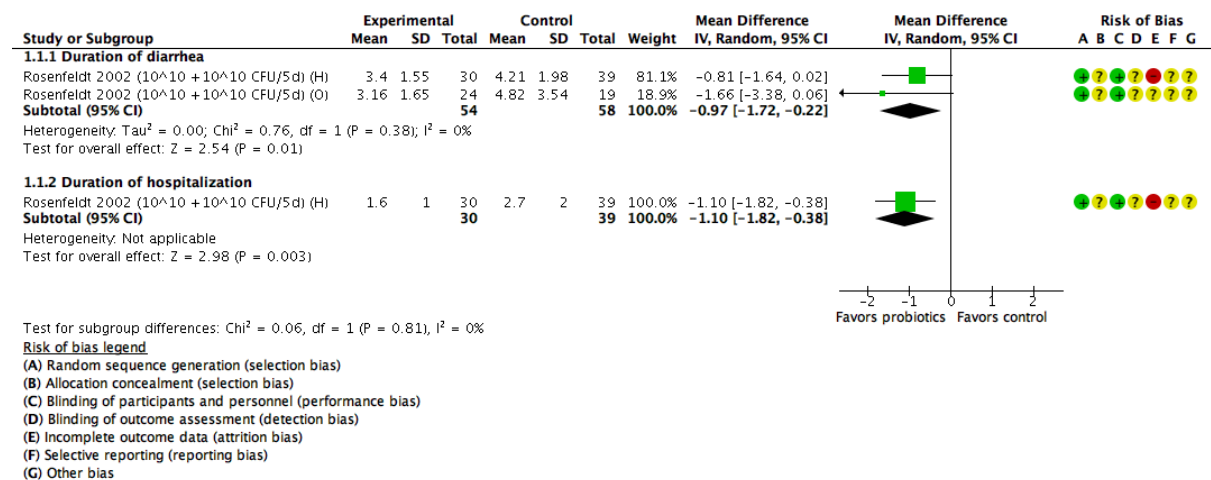 Experimental Control Mean Difference Mean Difference Risk of Bias
Study or Subgroup Mean SD Total Mean SD Total Weight IV, Random, 95% CI IV, Random, 95% CI A B C D E F G
1.1.1 Duration of diarrhea
Rosenfeldt 2002 (10^10 +10^10 CFU/5d) (H) 3.4 1.55 30 4.21 1.98 39 81.1% -0.81 [-1.64, 0.02] + ? + ? - ? ?
Rosenfeldt 2002 (10^10 +10^10 CFU/5d) (O) 3.16 1.65 24 4.82 3.54 19 18.9% -1.66 [-3.38, 0.06] + ? + ? ? ? ?
Subtotal (95% CI) 54 58 100.0% -0.97 [-1.72, -0.22]
Heterogeneity: Tau² = 0.00; Chi² = 0.76, df = 1 (P = 0.38); I² = 0%
Test for overall effect: Z = 2.54 (P = 0.01)
1.1.2 Duration of hospitalization
Rosenfeldt 2002 (10^10 +10^10 CFU/5d) (H) 1.6 1 30 2.7 2 39 100.0% -1.10 [-1.82, -0.38] + ? + ? - ? ?
Subtotal (95% CI) 30 39 100.0% -1.10 [-1.82, -0.38]
Heterogeneity: Not applicable
Test for overall effect: Z = 2.98 (P = 0.003)
-2 -1 0 1 2
Favors probiotics Favors control
Test for subgroup differences: Chi² = 0.06, df = 1 (P = 0.81), I² = 0%
Risk of bias legend
(A) Random sequence generation (selection bias)
(B) Allocation concealment (selection bias)
(C) Blinding of participants and personnel (performance bias)
(D) Blinding of outcome assessment (detection bias)
(E) Incomplete outcome data (attrition bias)
(F) Selective reporting (reporting bias)
(G) Other bias